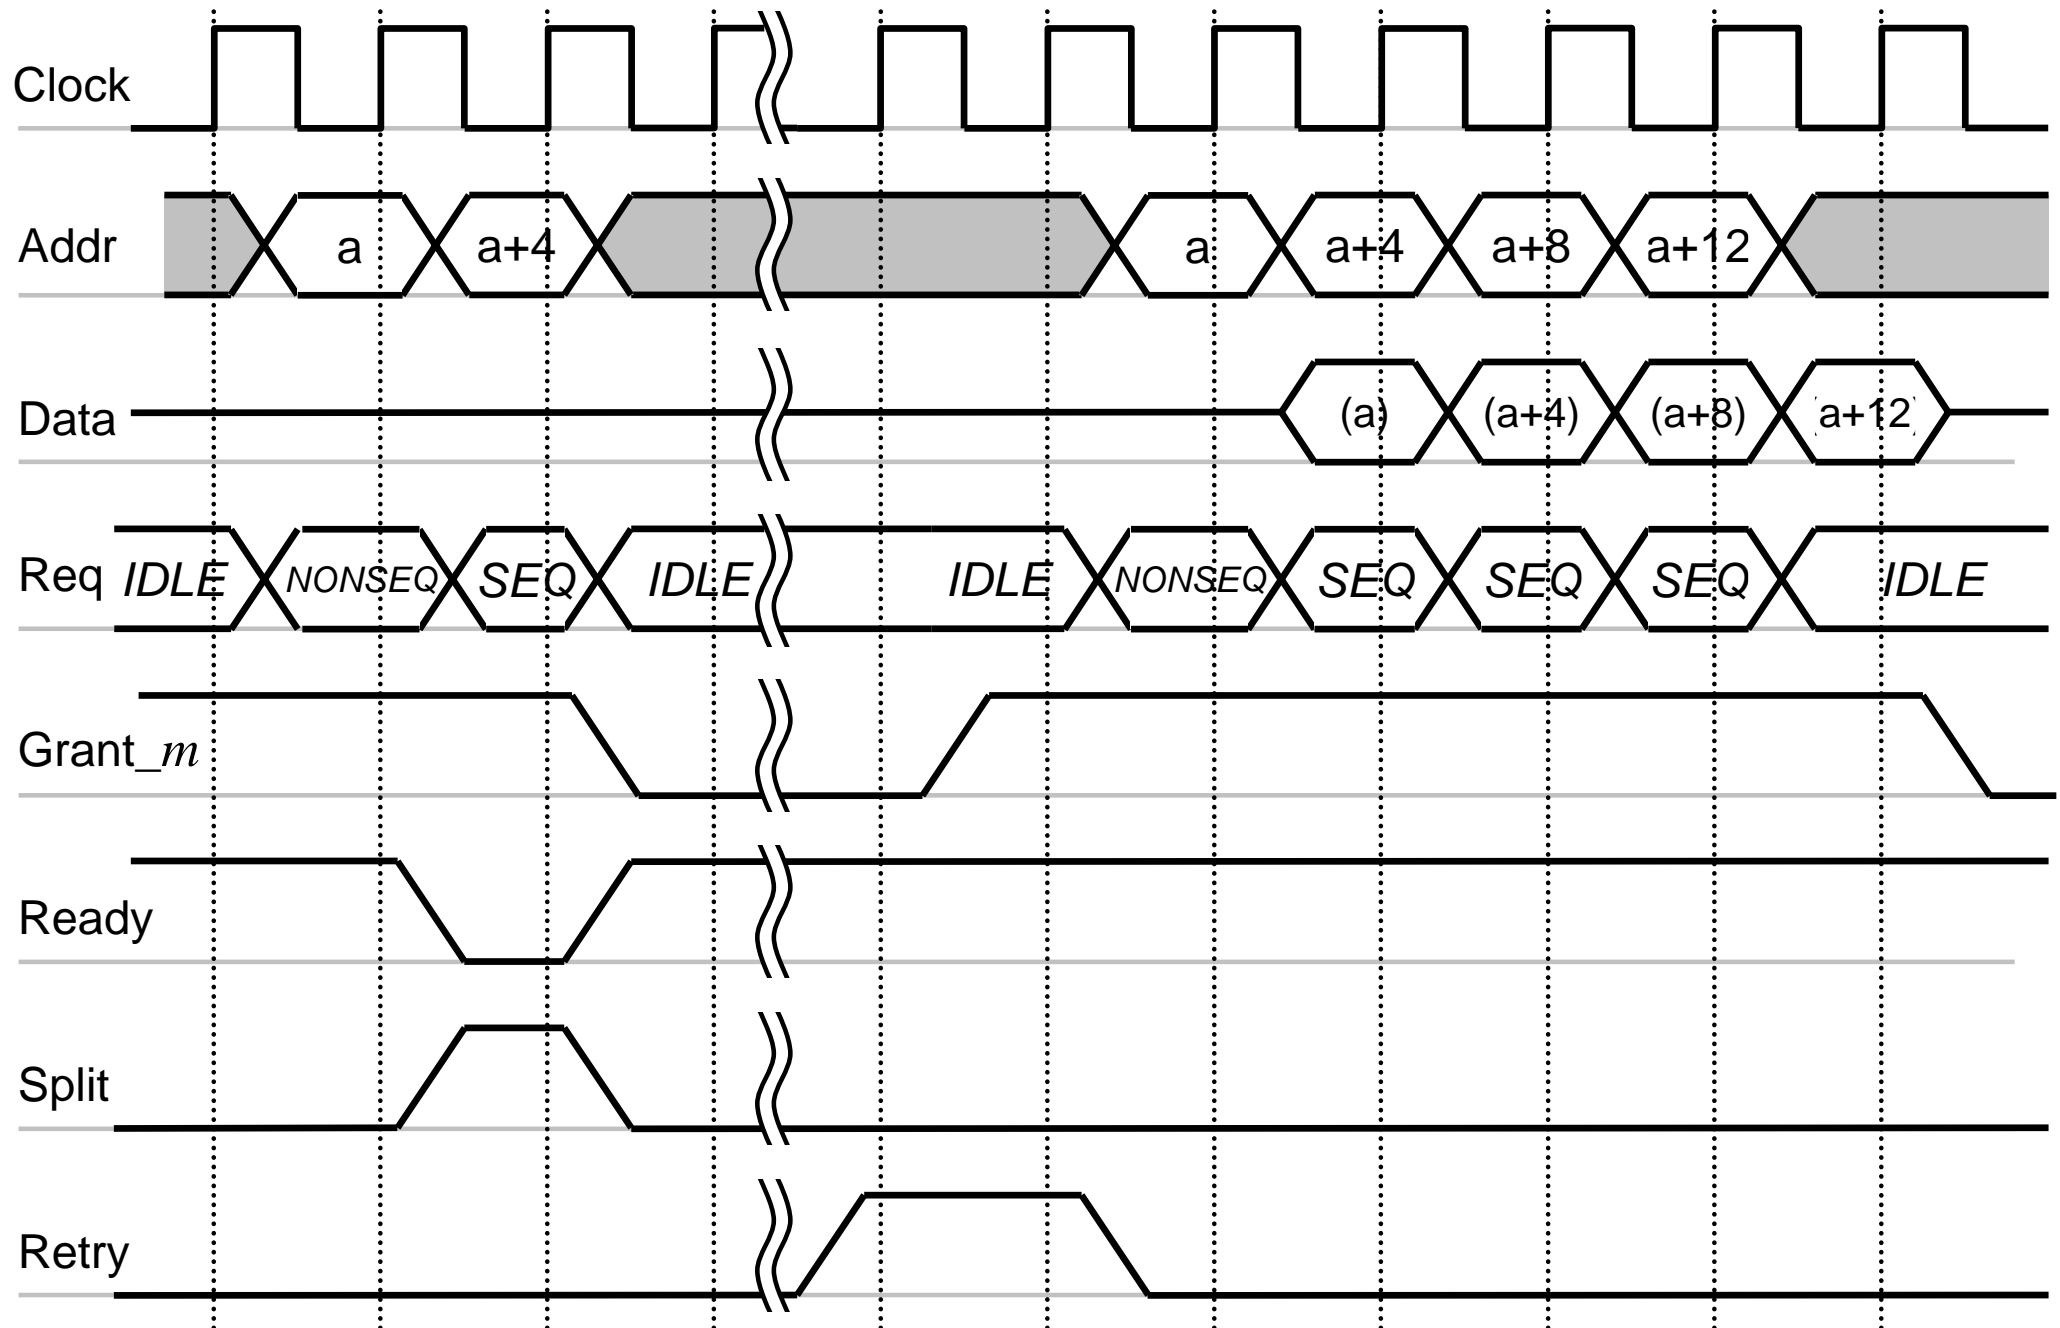 Clock
Addr a a+4 a a+4 a+8 a+12
Data (a) (a+4) (a+8) (a+12)
Req IDLE NONSEQ SEQ IDLE IDLE NONSEQ SEQ SEQ SEQ IDLE
Grant_m
Ready
Split
Retry